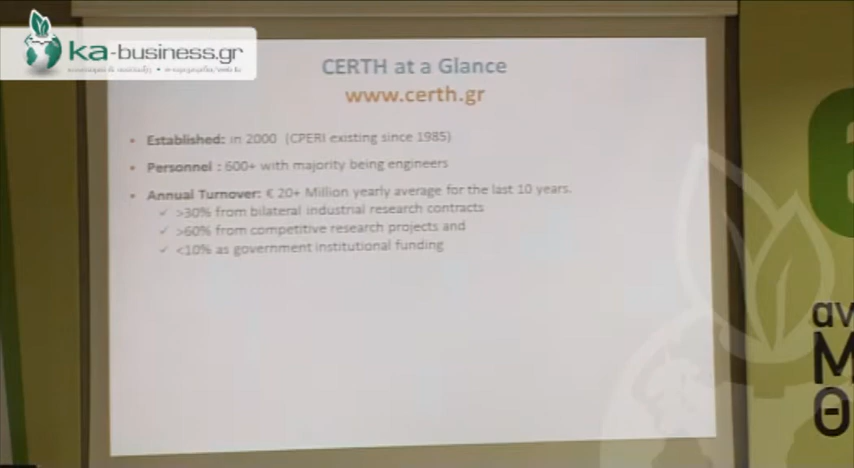 ka-business.gr
CERTH at a Glance
www.certh.gr
• Established: in 2000 (CPERI existing since 1985)
• Personnel : 600+ with majority being engineers
• Annual Turnover: € 20+ Million yearly average for the last 10 years.
✓ >30% from bilateral industrial research contracts
✓ >60% from competitive research projects and
✓ <10% as government institutional funding
6
αν
Μ
Θ